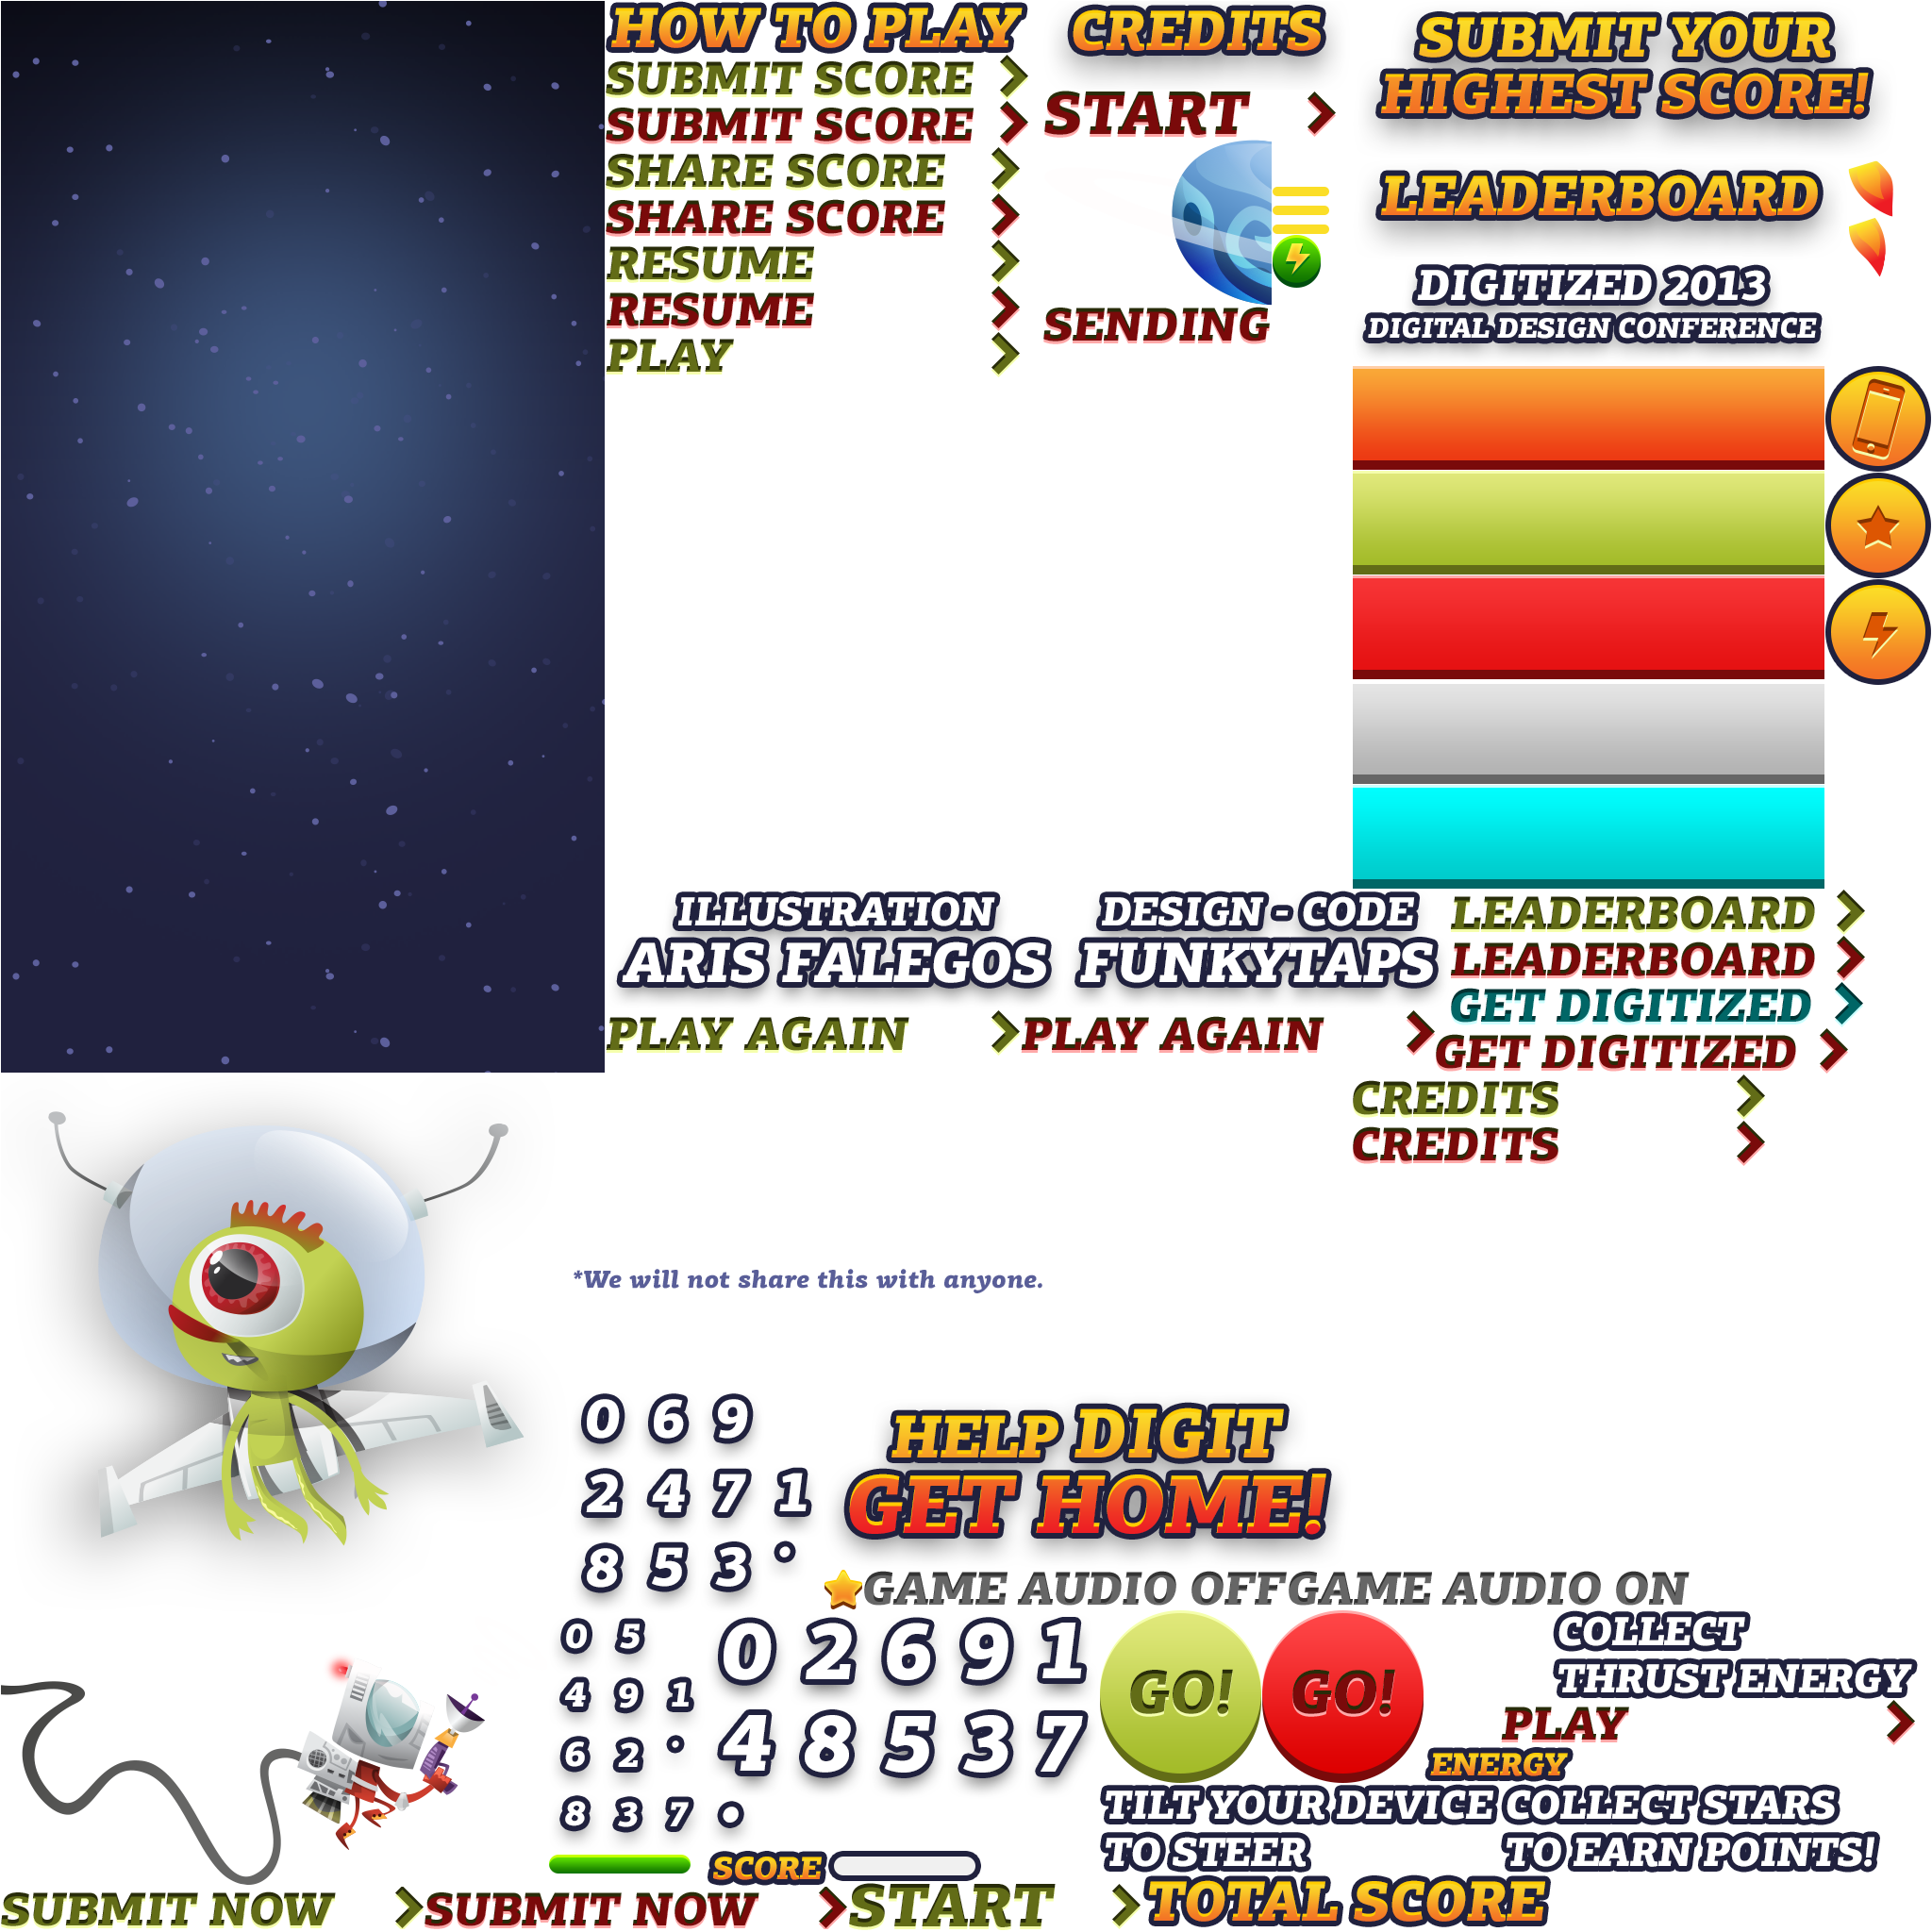 HOW TO PLAY
CREDITS
SUBMIT YOUR
HIGHEST SCORE!
SUBMIT SCORE
SUBMIT SCORE
START
SHARE SCORE
SHARE SCORE
LEADERBOARD
RESUME
RESUME
DIGITIZED 2013
DIGITAL DESIGN CONFERENCE
SENDING
PLAY
ILLUSTRATION
ARIS FALEGOS
DESIGN - CODE
FUNKYTAPS
LEADERBOARD
LEADERBOARD
GET DIGITIZED
GET DIGITIZED
PLAY AGAIN
PLAY AGAIN
CREDITS
CREDITS
*We will not share this with anyone.
0 6 9
2 4 7 1
8 5 3 °
HELP DIGIT
GET HOME!
GAME AUDIO OFF
GAME AUDIO ON
0 5
4 9 1
6 2 °
8 3 7
0 2 6 9 1
4 8 5 3 7
GO!
GO!
COLLECT
THRUST ENERGY
PLAY
ENERGY
TILT YOUR DEVICE
TO STEER
COLLECT STARS
TO EARN POINTS!
SCORE
SUBMIT NOW
SUBMIT NOW
START
TOTAL SCORE